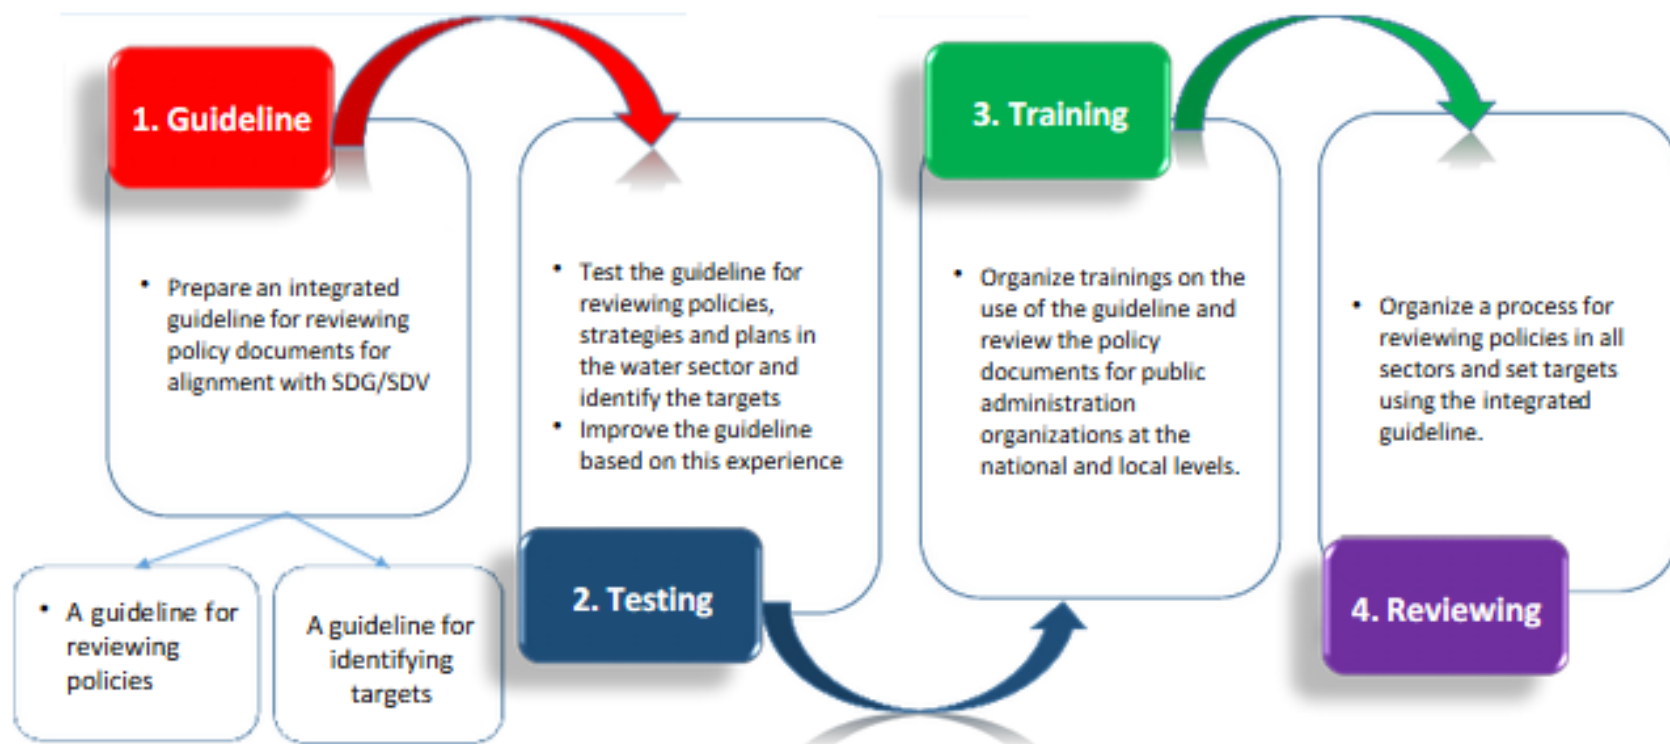 1. Guideline
• Prepare an integrated
guideline for reviewing
policy documents for
alignment with SDG/SDV
• A guideline for
reviewing
policies
A guideline for
identifying
targets
• Test the guideline for
reviewing policies,
strategies and plans in
the water sector and
identify the targets
• Improve the guideline
based on this experience
2. Testing
3. Training
• Organize trainings on the
use of the guideline and
review the policy
documents for public
administration
organizations at the
national and local levels.
• Organize a process for
reviewing policies in all
sectors and set targets
using the integrated
guideline.
4. Reviewing